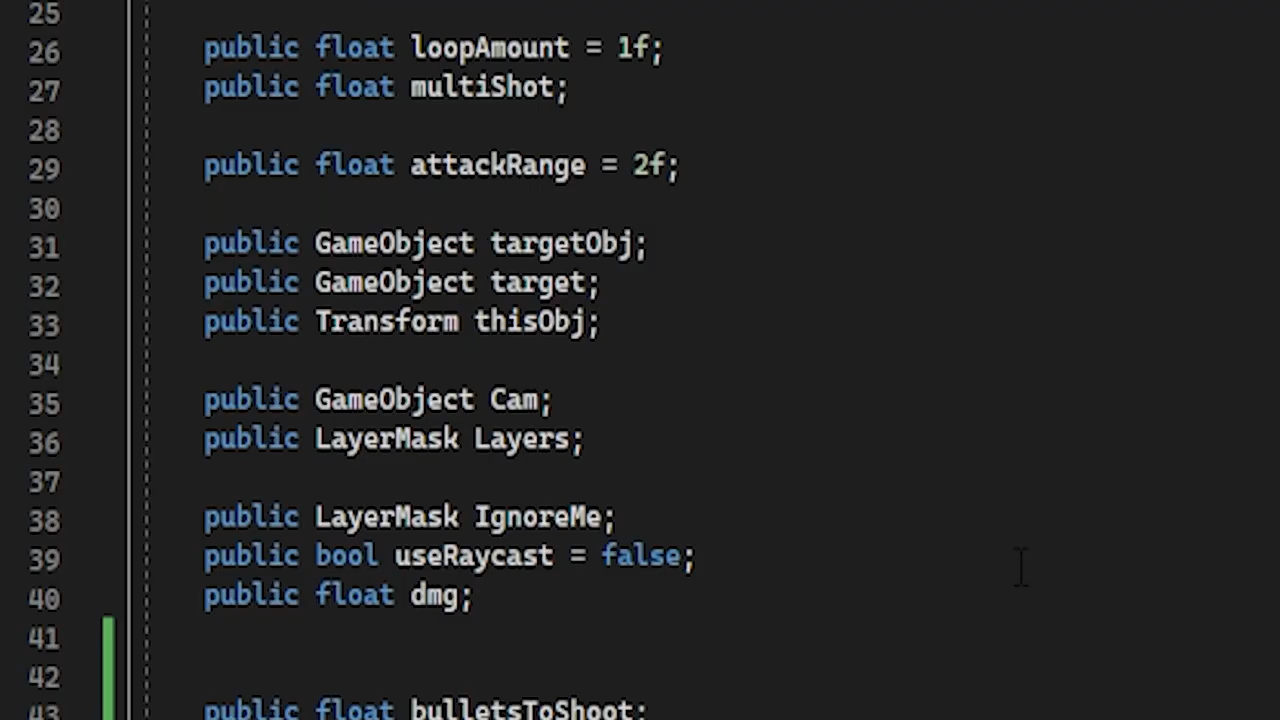 25
26 public float loopAmount = 1f;
27 public float multiShot;
28
29 public float attackRange = 2f;
30
31 public GameObject targetObj;
32 public GameObject target;
33 public Transform thisObj;
34
35 public GameObject Cam;
36 public LayerMask Layers;
37
38 public LayerMask IgnoreMe;
39 public bool useRaycast = false;
40 public float dmg;
41
42
43 public float bulletsToShoot;